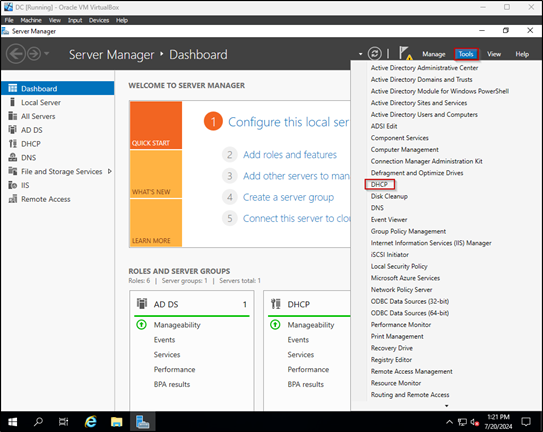 DC [Running] - Oracle VM VirtualBox
File Machine View Input Devices Help
Server Manager
Server Manager • Dashboard
Manage Tools View Help
Dashboard
Local Server
All Servers
AD DS
DHCP
DNS
File and Storage Services
IIS
Remote Access
WELCOME TO SERVER MANAGER
QUICK START
WHAT'S NEW
LEARN MORE
1 Configure this local ser
2 Add roles and features
3 Add other servers to man
4 Create a server group
5 Connect this server to clou
ROLES AND SERVER GROUPS
Roles: 6 | Server groups: 1 | Servers total: 1
AD DS 1
Manageability
Events
Services
Performance
BPA results
DHCP
Manageability
Events
Services
Performance
BPA results
Active Directory Administrative Center
Active Directory Domains and Trusts
Active Directory Module for Windows PowerShell
Active Directory Sites and Services
Active Directory Users and Computers
ADSI Edit
Component Services
Computer Management
Connection Manager Administration Kit
Defragment and Optimize Drives
DHCP
Disk Cleanup
DNS
Event Viewer
Group Policy Management
Internet Information Services (IIS) Manager
iSCSI Initiator
Local Security Policy
Microsoft Azure Services
Network Policy Server
ODBC Data Sources (32-bit)
ODBC Data Sources (64-bit)
Performance Monitor
Print Management
Recovery Drive
Registry Editor
Remote Access Management
Resource Monitor
Routing and Remote Access
1:21 PM
7/20/2024